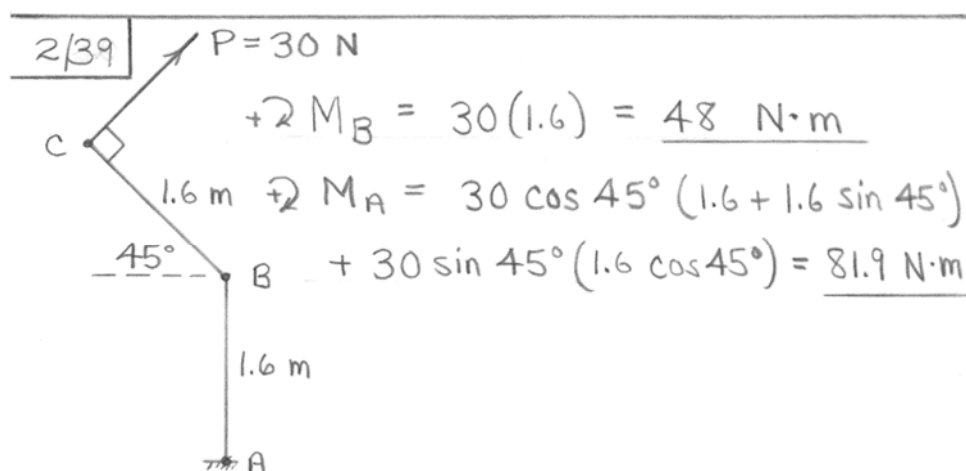 2/39
P = 30 N
+↻ M_B = 30(1.6) = 48 N·m
C
1.6 m +↻ M_A = 30 cos 45° (1.6 + 1.6 sin 45°)
45° B + 30 sin 45° (1.6 cos 45°) = 81.9 N·m
1.6 m
A